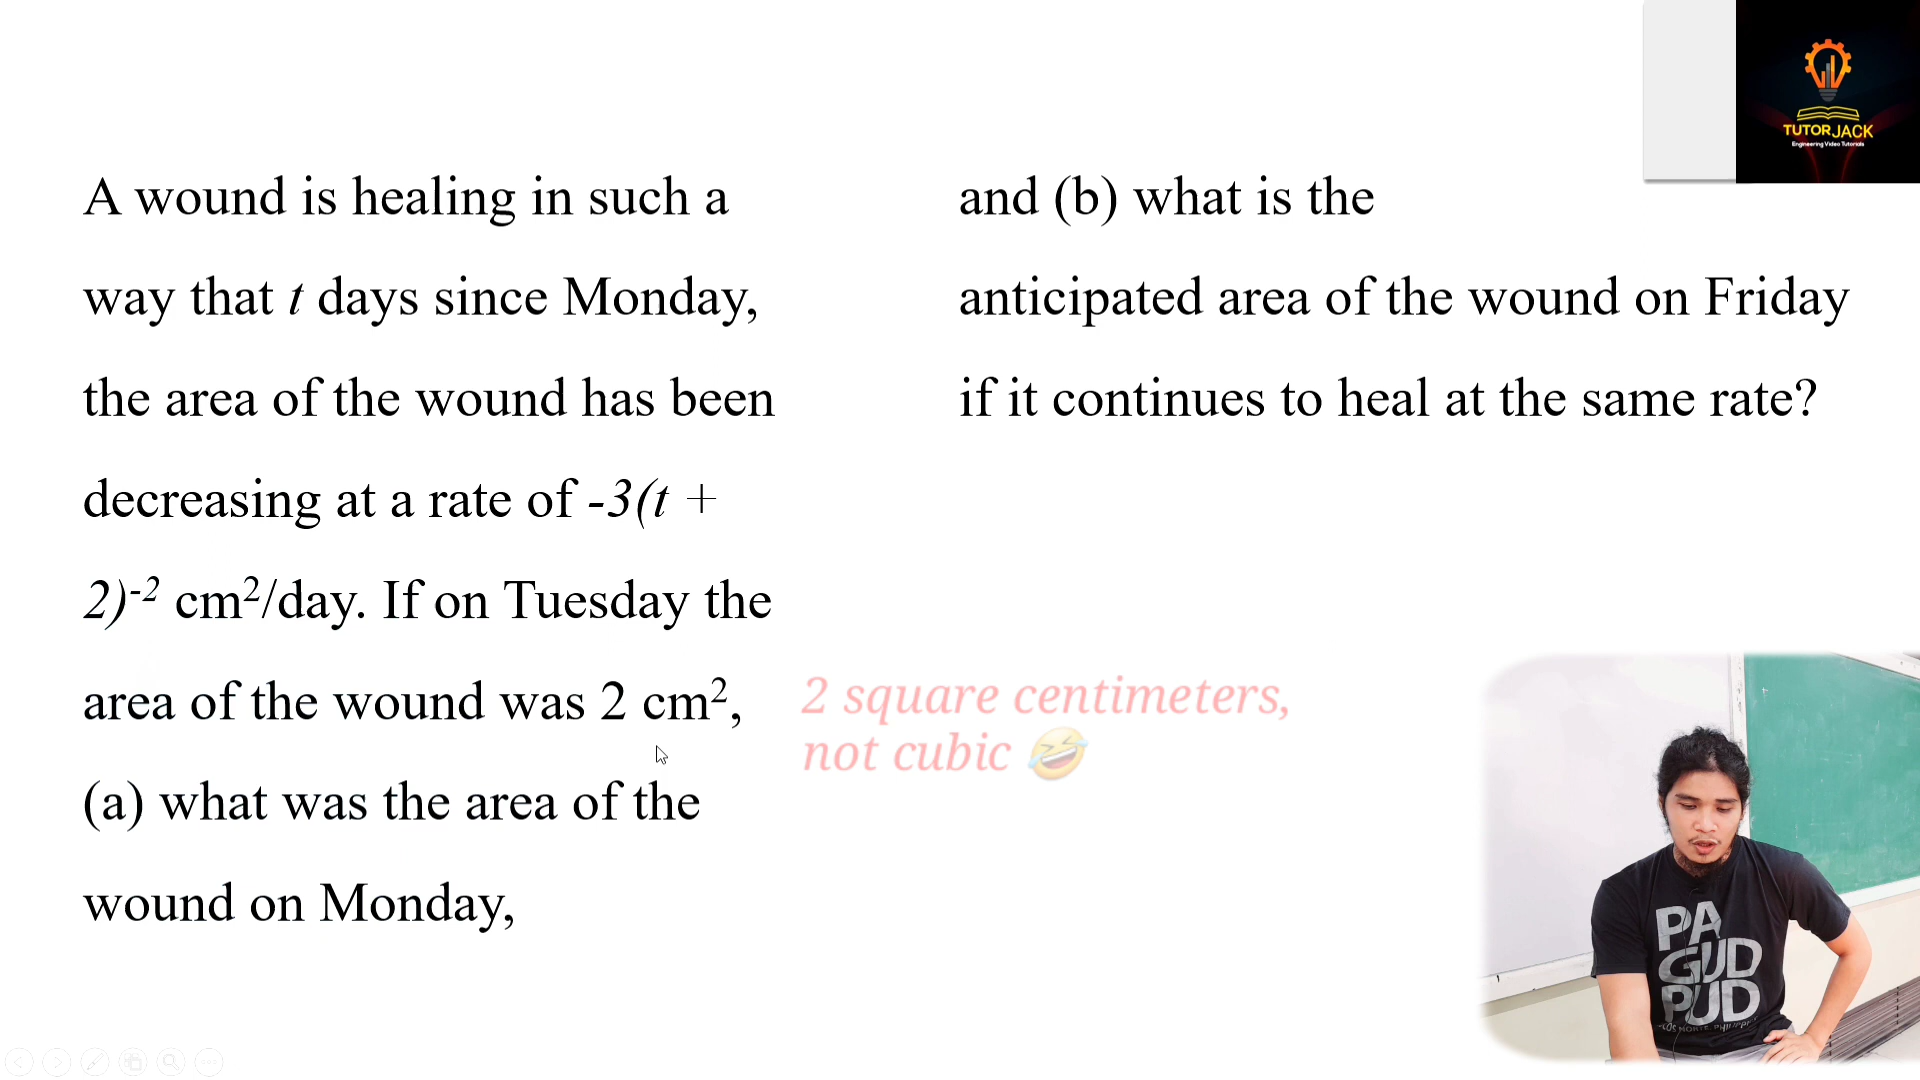 A wound is healing in such a
way that t days since Monday,
the area of the wound has been
decreasing at a rate of -3(t +
2)⁻² cm²/day. If on Tuesday the
area of the wound was 2 cm²,
(a) what was the area of the
wound on Monday,
and (b) what is the
anticipated area of the wound on Friday
if it continues to heal at the same rate?
2 square centimeters,
not cubic 🤣
TUTORJACK
Engineering Video Tutorials
PA
GUD
PUD